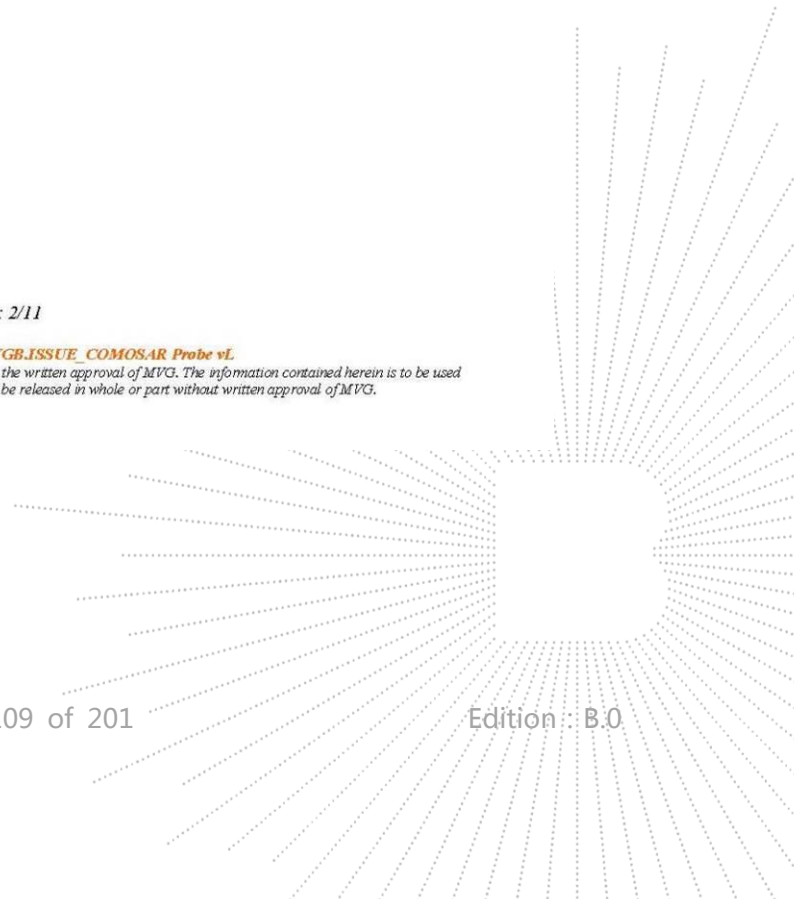 : 2/11
GB.ISSUE_COMOSAR Probe vL
the written approval of MVG. The information contained herein is to be used
be released in whole or part without written approval of MVG.
09 of 201
Edition : B.0